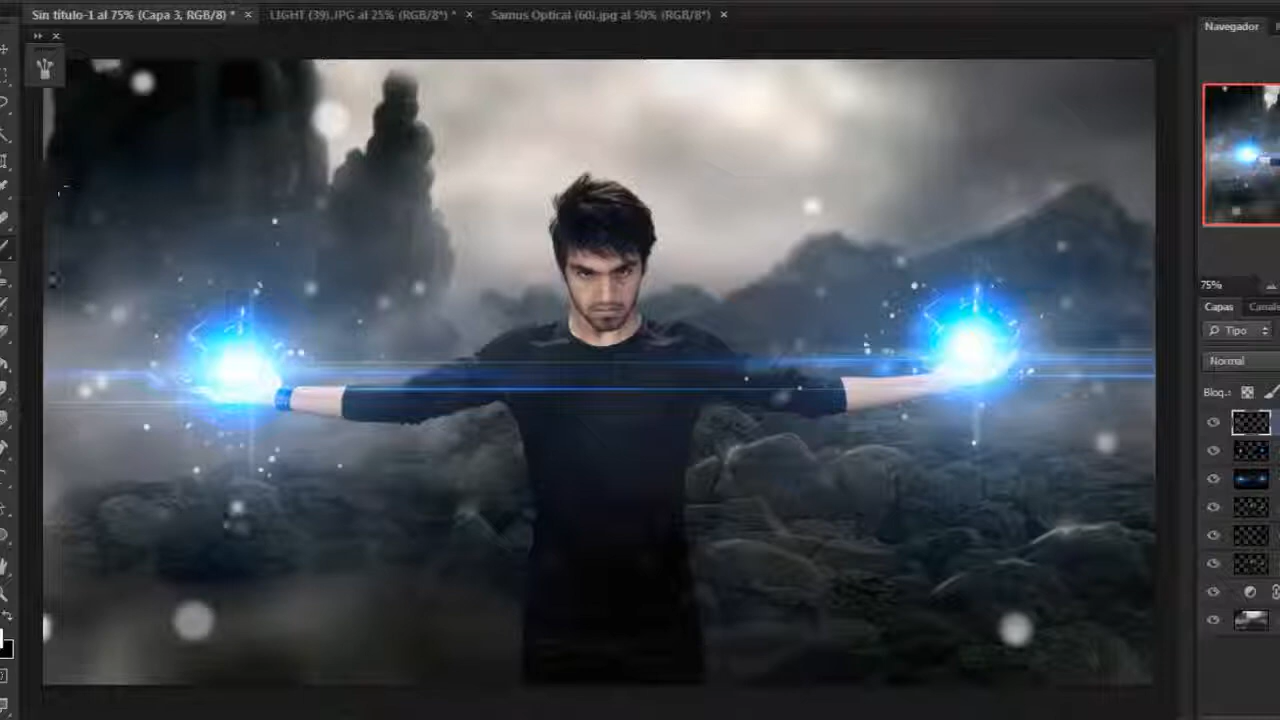 Sin título-1 al 75% (Capa 3, RGB/8) * × LIGHT (39).JPG al 25% (RGB/8*) * × Samus Optical (60).jpg al 50% (RGB/8*) ×
Navegador
75%
Capas Canales
Tipo
Normal
Bloq.: